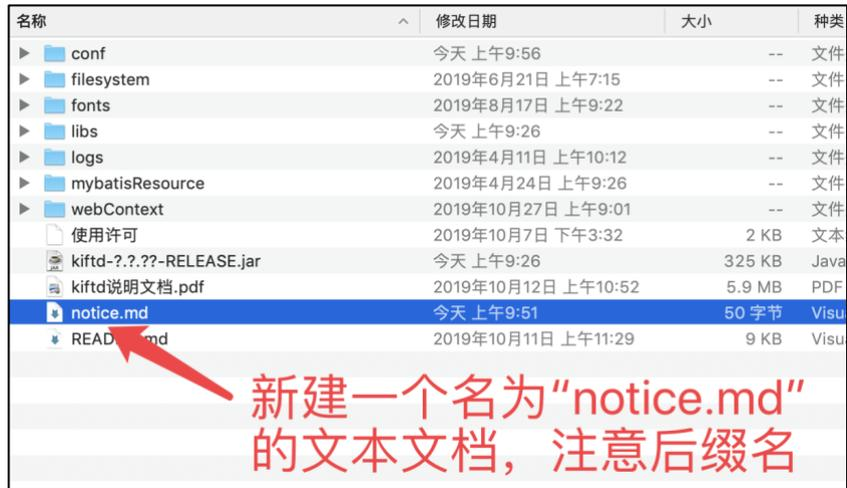 名称 修改日期 大小 种类
conf 今天 上午9:56 -- 文件
filesystem 2019年6月21日 上午7:15 -- 文件
fonts 2019年8月17日 上午9:22 -- 文件
libs 今天 上午9:26 -- 文件
logs 2019年4月11日 上午10:12 -- 文件
mybatisResource 2019年4月24日 上午9:26 -- 文件
webContext 2019年10月27日 上午9:01 -- 文件
使用许可 2019年10月7日 下午3:32 2 KB 文本
kiftd-?.?.??-RELEASE.jar 今天 上午9:26 325 KB Java
kiftd说明文档.pdf 2019年10月12日 上午10:52 5.9 MB PDF
notice.md 今天 上午9:51 50 字节 Visu
2019年10月11日 上午11:29 9 KB Visu
新建一个名为“notice.md”
的文本文档，注意后缀名